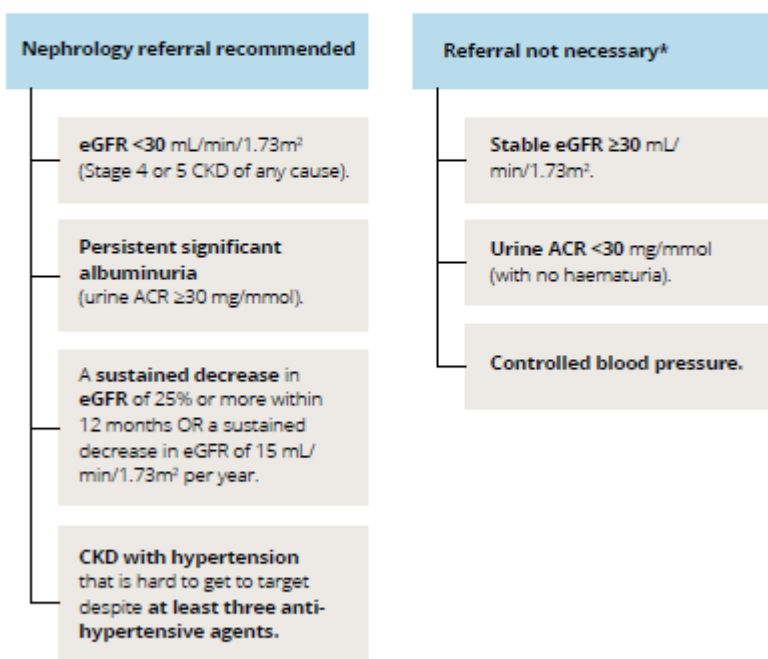 Nephrology referral recommended
eGFR <30 mL/min/1.73m²
(Stage 4 or 5 CKD of any cause).
Persistent significant
albuminuria
(urine ACR ≥30 mg/mmol).
A sustained decrease in
eGFR of 25% or more within
12 months OR a sustained
decrease in eGFR of 15 mL/
min/1.73m² per year.
CKD with hypertension
that is hard to get to target
despite at least three anti-
hypertensive agents.
Referral not necessary*
Stable eGFR ≥30 mL/
min/1.73m².
Urine ACR <30 mg/mmol
(with no haematuria).
Controlled blood pressure.